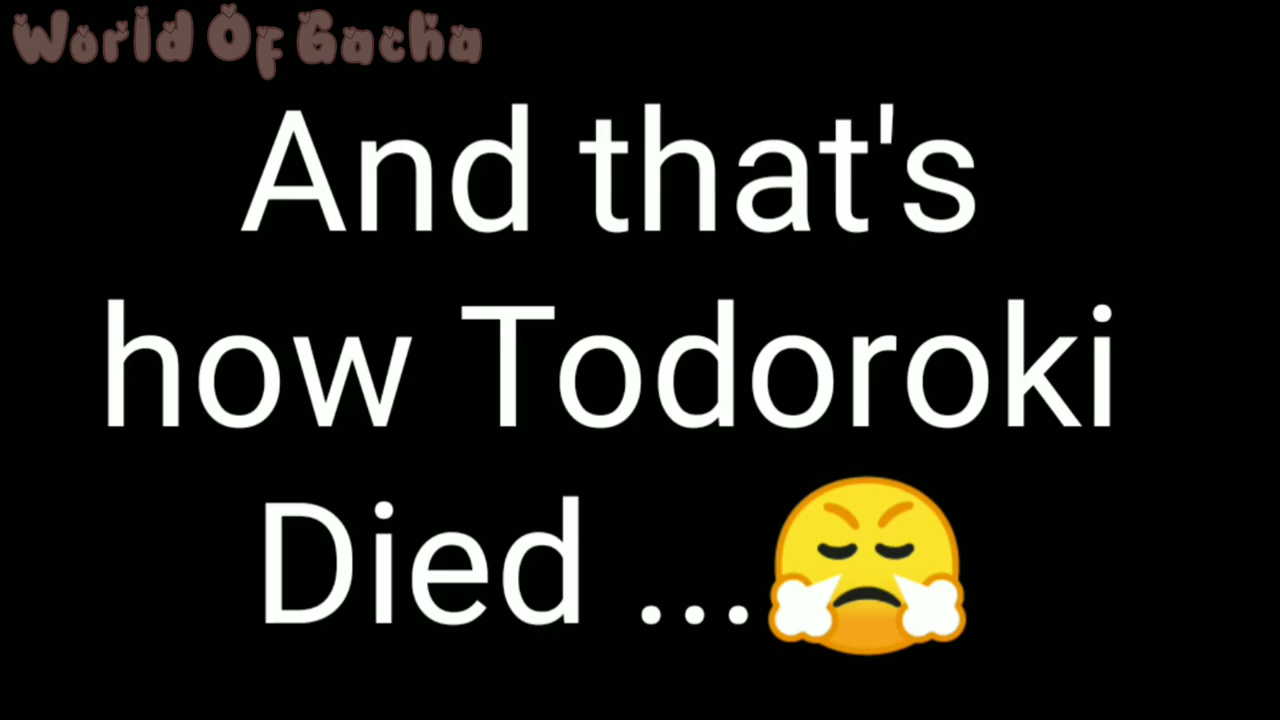 World Of Gacha
And that's
how Todoroki
Died ...😤